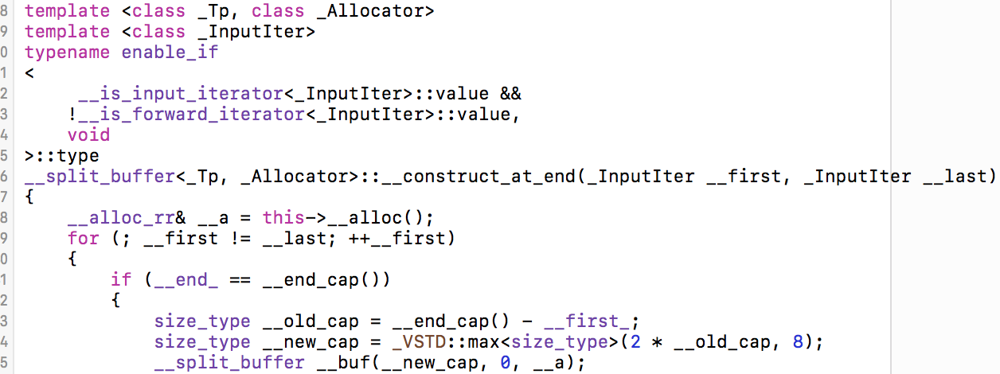 8 template <class _Tp, class _Allocator>
9 template <class _InputIter>
0 typename enable_if
1 <
2 __is_input_iterator<_InputIter>::value &&
3 !__is_forward_iterator<_InputIter>::value,
4 void
5 >::type
6 __split_buffer<_Tp, _Allocator>::__construct_at_end(_InputIter __first, _InputIter __last)
7 {
8 __alloc_rr& __a = this->__alloc();
9 for (; __first != __last; ++__first)
0 {
1 if (__end_ == __end_cap())
2 {
3 size_type __old_cap = __end_cap() - __first_;
4 size_type __new_cap = _VSTD::max<size_type>(2 * __old_cap, 8);
5 __split_buffer __buf(__new_cap, 0, __a);